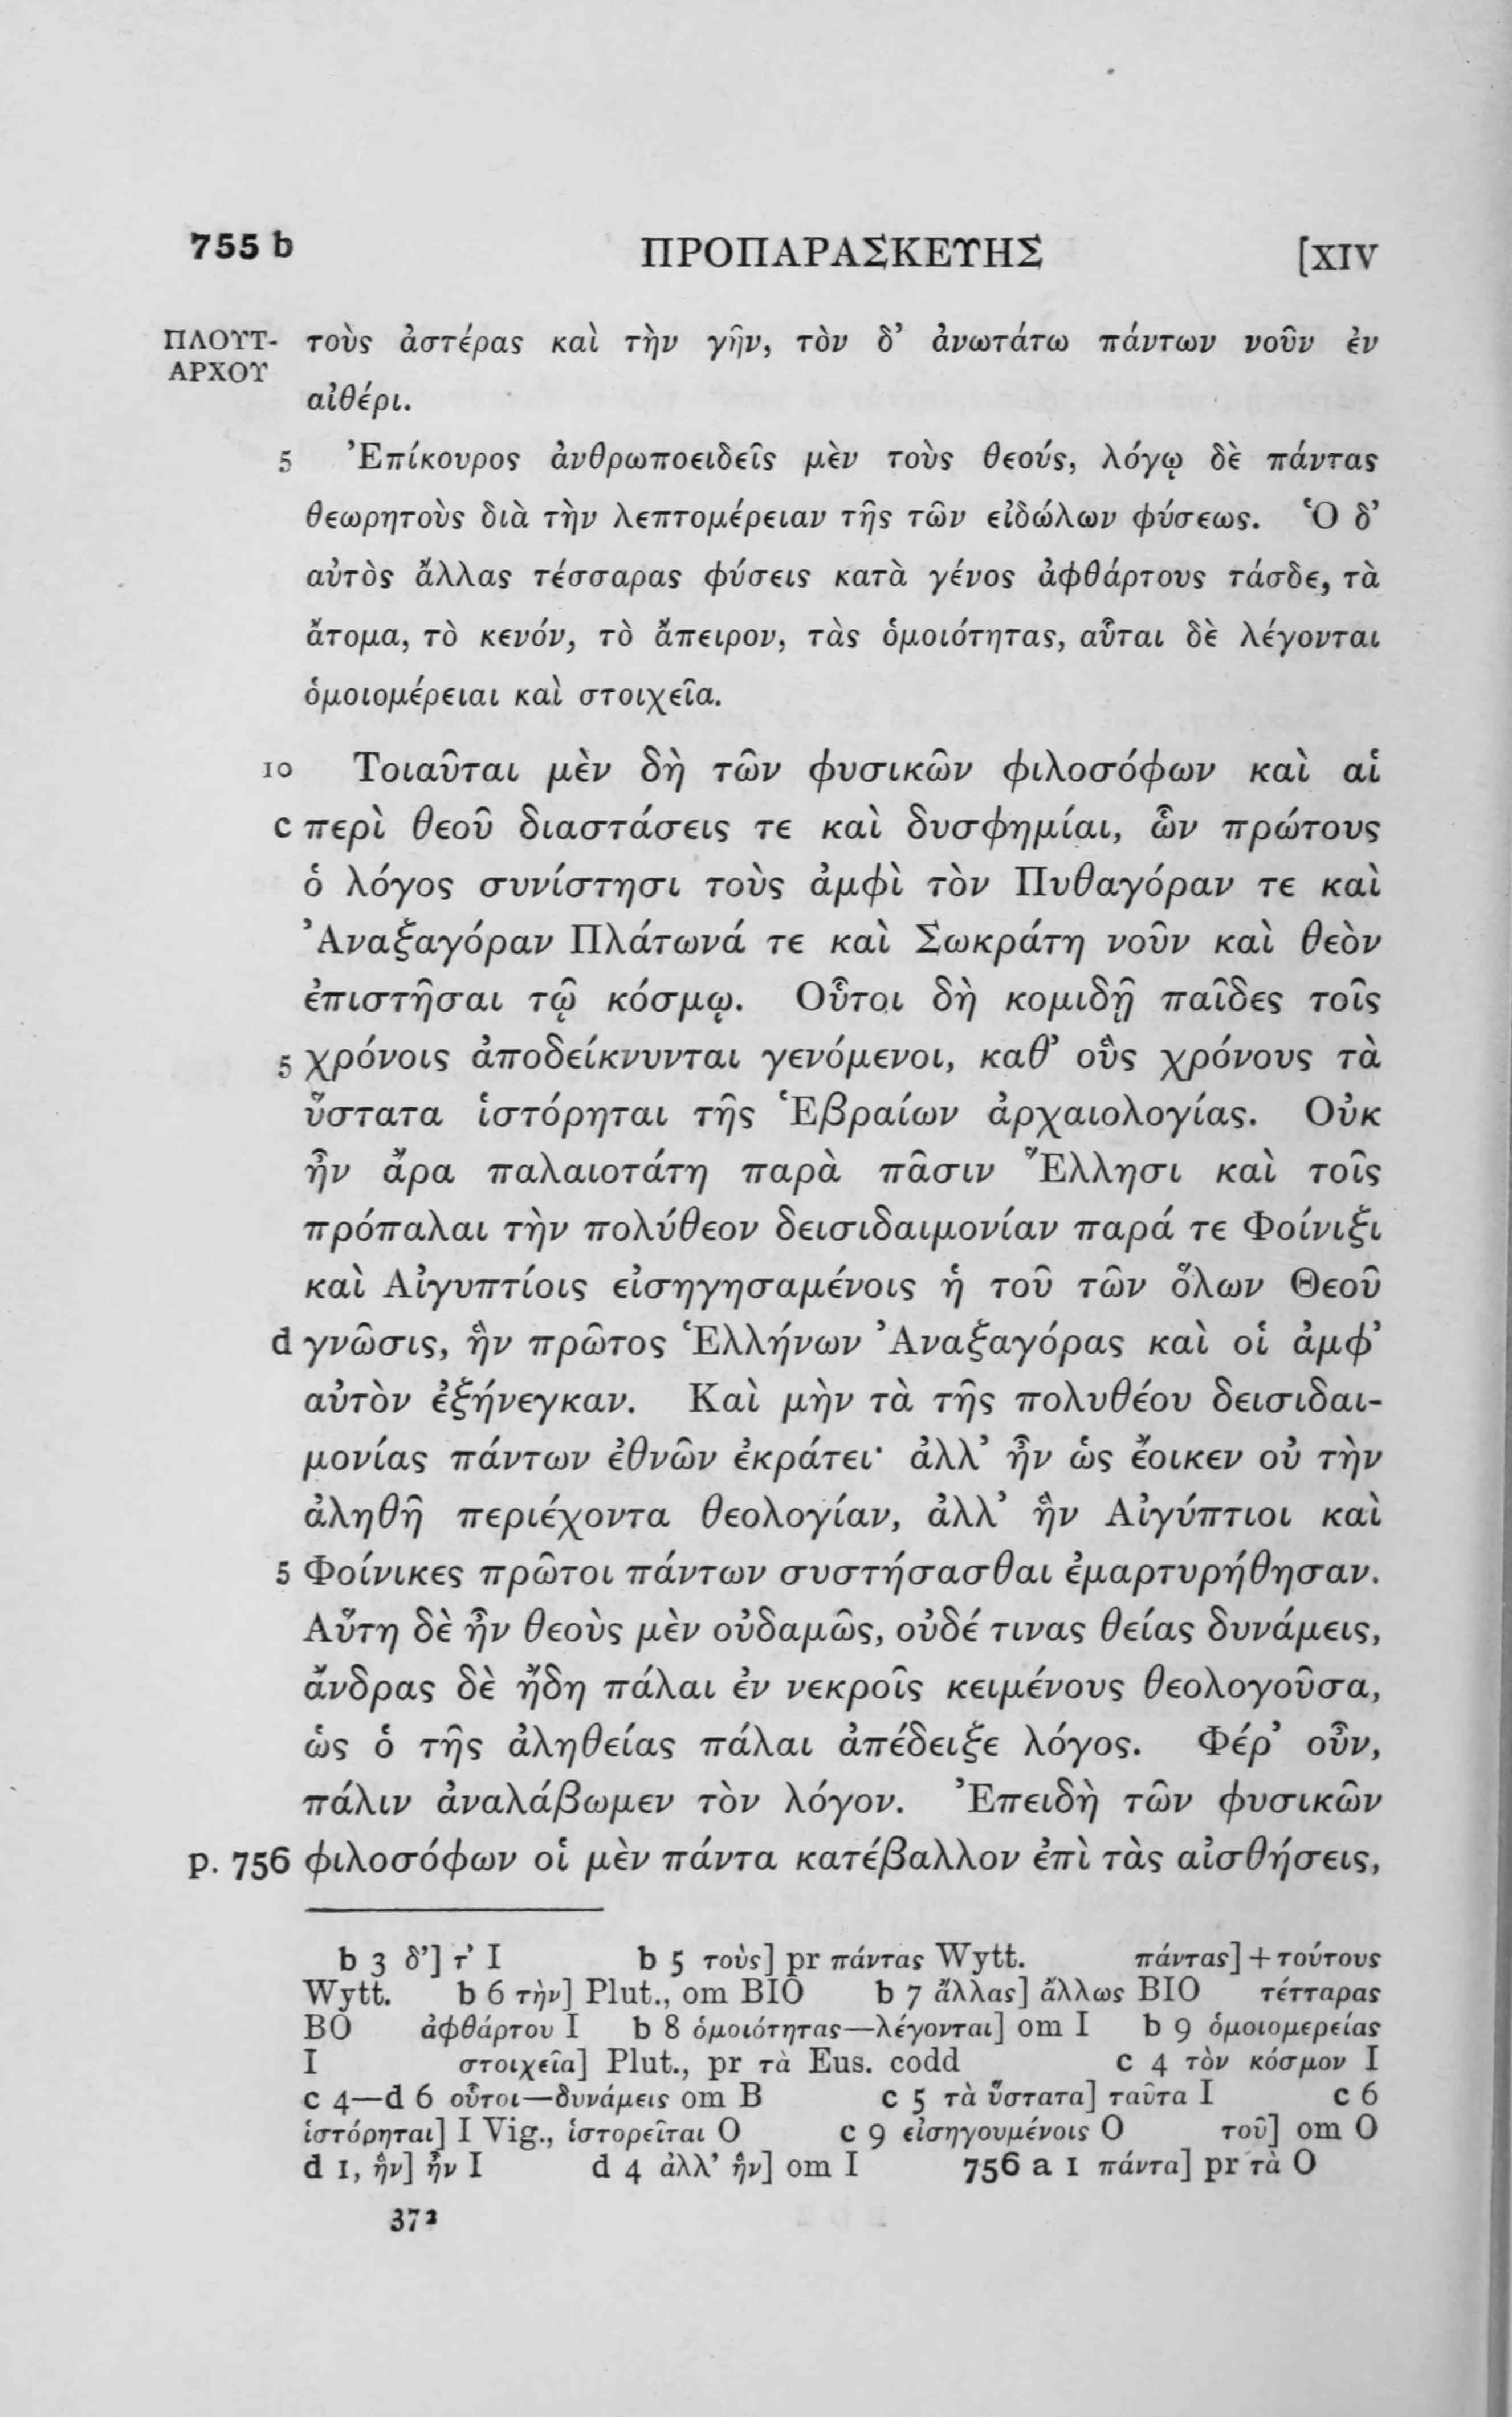 755 b ΠΡΟΠΑΡΑΣΚΕΥΗΣ [XIV
ΠΛΟΥΤ- τοὺς ἀστέρας καὶ τὴν γῆν, τὸν δ’ ἀνωτάτω πάντων νοῦν ἐν
ΑΡΧΟΥ
αἰθέρι.
5 Ἐπίκουρος ἀνθρωποειδεῖς μὲν τοὺς θεούς, λόγῳ δὲ πάντας
θεωρητοὺς διὰ τὴν λεπτομέρειαν τῆς τῶν εἰδώλων φύσεως. Ὁ δ’
αὐτὸς ἄλλας τέσσαρας φύσεις κατὰ γένος ἀφθάρτους τάσδε, τὰ
ἄτομα, τὸ κενόν, τὸ ἄπειρον, τὰς ὁμοιότητας, αὗται δὲ λέγονται
ὁμοιομέρειαι καὶ στοιχεῖα.
10 Τοιαῦται μὲν δὴ τῶν φυσικῶν φιλοσόφων καὶ αἱ
c περὶ θεοῦ διαστάσεις τε καὶ δυσφημίαι, ὧν πρώτους
ὁ λόγος συνίστησι τοὺς ἀμφὶ τὸν Πυθαγόραν τε καὶ
Ἀναξαγόραν Πλάτωνά τε καὶ Σωκράτη νοῦν καὶ θεὸν
ἐπιστῆσαι τῷ κόσμῳ. Οὗτοι δὴ κομιδῇ παῖδες τοῖς
5 χρόνοις ἀποδείκνυνται γενόμενοι, καθ’ οὓς χρόνους τὰ
ὕστατα ἱστόρηται τῆς Ἑβραίων ἀρχαιολογίας. Οὐκ
ἦν ἄρα παλαιοτάτη παρὰ πᾶσιν Ἕλλησι καὶ τοῖς
πρόπαλαι τὴν πολύθεον δεισιδαιμονίαν παρά τε Φοίνιξι
καὶ Αἰγυπτίοις εἰσηγησαμένοις ἡ τοῦ τῶν ὅλων Θεοῦ
d γνῶσις, ἣν πρῶτος Ἑλλήνων Ἀναξαγόρας καὶ οἱ ἀμφ’
αὐτὸν ἐξήνεγκαν. Καὶ μὴν τὰ τῆς πολυθέου δεισιδαι-
μονίας πάντων ἐθνῶν ἐκράτει· ἀλλ’ ἦν ὡς ἔοικεν οὐ τὴν
ἀληθῆ περιέχοντα θεολογίαν, ἀλλ’ ἣν Αἰγύπτιοι καὶ
5 Φοίνικες πρῶτοι πάντων συστήσασθαι ἐμαρτυρήθησαν.
Αὕτη δὲ ἦν θεοὺς μὲν οὐδαμῶς, οὐδέ τινας θείας δυνάμεις,
ἄνδρας δὲ ἤδη πάλαι ἐν νεκροῖς κειμένους θεολογοῦσα,
ὡς ὁ τῆς ἀληθείας πάλαι ἀπέδειξε λόγος. Φέρ’ οὖν,
πάλιν ἀναλάβωμεν τὸν λόγον. Ἐπειδὴ τῶν φυσικῶν
p. 756 φιλοσόφων οἱ μὲν πάντα κατέβαλλον ἐπὶ τὰς αἰσθήσεις,
b 3 δ’] τ’ I b 5 τοὺς] pr πάντας Wytt. πάντας] + τούτους
Wytt. b 6 τὴν] Plut., om BIO b 7 ἄλλας] ἄλλως BIO τέτταρας
BO ἀφθάρτου I b 8 ὁμοιότητας—λέγονται] om I b 9 ὁμοιομερείας
I στοιχεῖα] Plut., pr τὰ Eus. codd c 4 τὸν κόσμον I
c 4—d 6 οὗτοι—δυνάμεις om B c 5 τὰ ὕστατα] ταῦτα I c 6
ἱστόρηται] I Vig., ἱστορεῖται O c 9 εἰσηγουμένοις O τοῦ] om O
d 1, ἣν] ἦν I d 4 ἀλλ’ ἣν] om I 756 a 1 πάντα] pr τὰ O
372